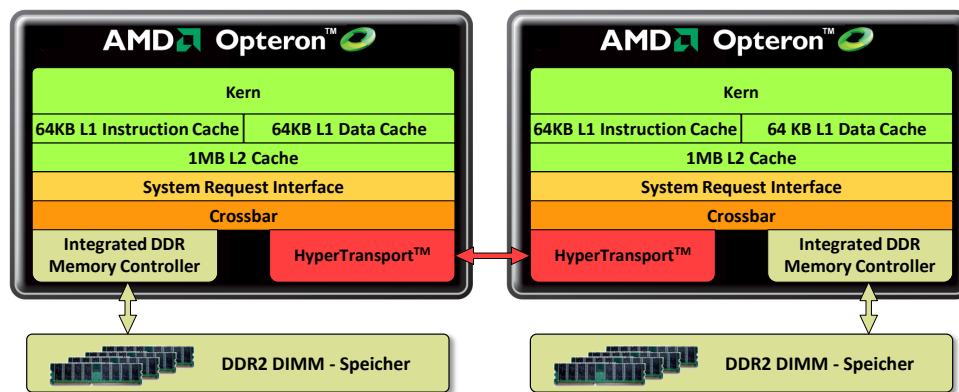 AMD Opteron™
Kern
64KB L1 Instruction Cache
64KB L1 Data Cache
1MB L2 Cache
System Request Interface
Crossbar
Integrated DDR
Memory Controller
HyperTransport™
DDR2 DIMM - Speicher
AMD Opteron™
Kern
64KB L1 Instruction Cache
64 KB L1 Data Cache
1MB L2 Cache
System Request Interface
Crossbar
HyperTransport™
Integrated DDR
Memory Controller
DDR2 DIMM - Speicher